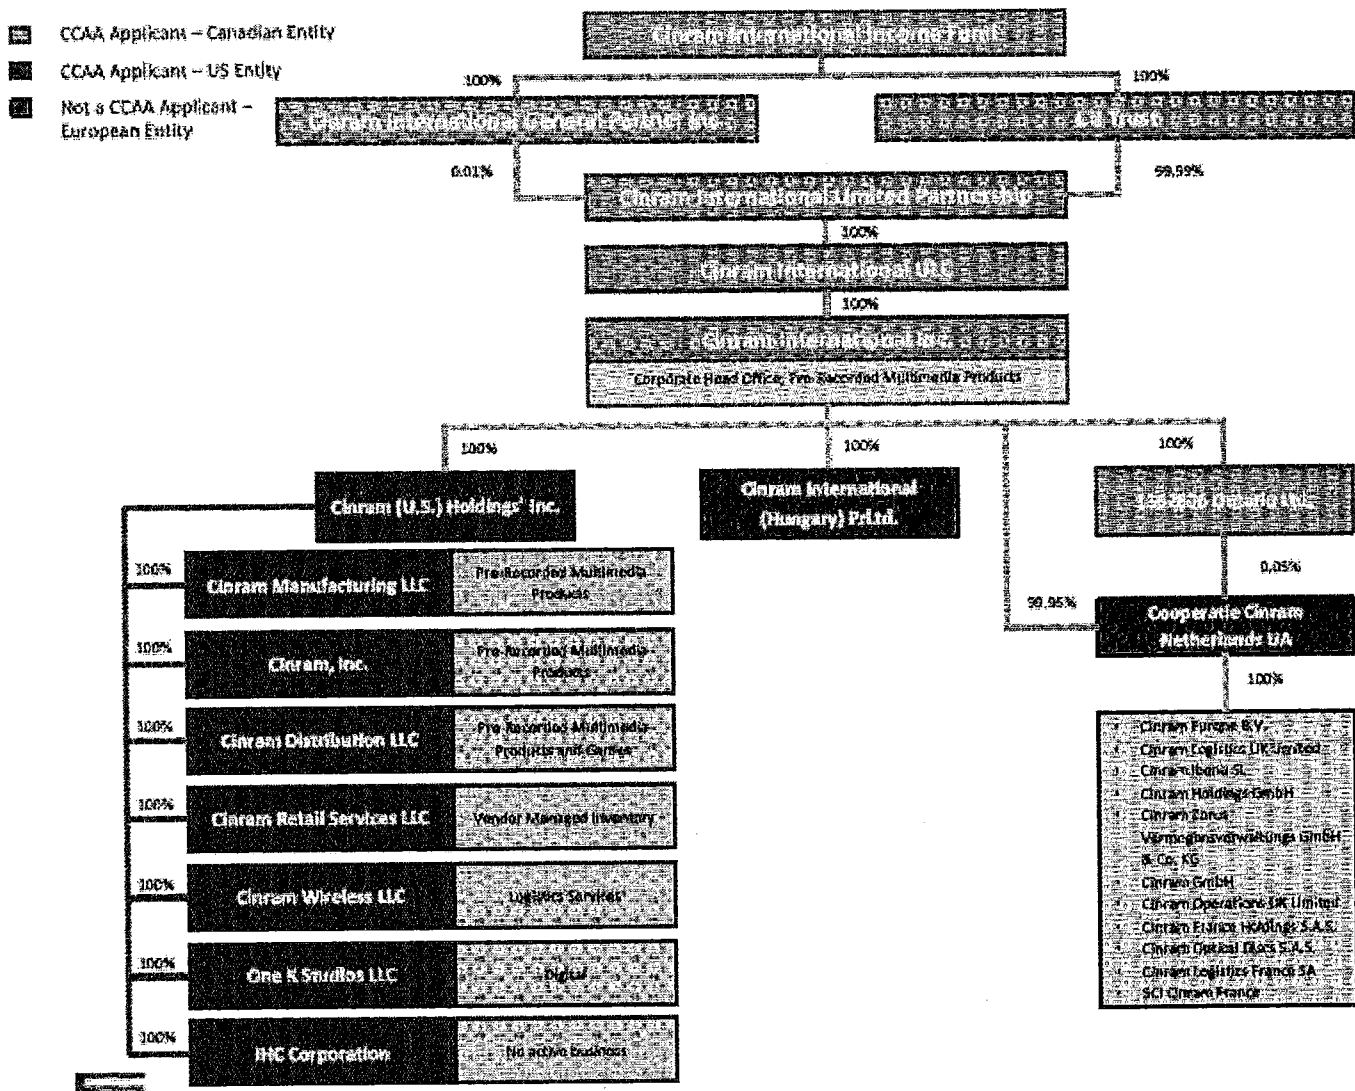 CCAA Applicant – Canadian Entity
CCAA Applicant – US Entity
Not a CCAA Applicant –
European Entity
Cinram International Income Fund
100%
100%
Cinram International General Partner Inc.
CII Trust
0.01%
99.99%
Cinram International Limited Partnership
100%
Cinram International ULC
100%
Cinram International Inc.
Corporate Head Office, Pre-Recorded Multimedia Products
100%
100%
100%
Cinram (U.S.) Holdings' Inc.
Cinram International
(Hungary) PrLtd.
Ontario Ltd.
0.05%
99.95%
Cooperatie Cinram
Netherlands UA
100%
100%
Cinram Manufacturing LLC
Pre-Recorded Multimedia
Products
100%
Cinram, Inc.
Pre-Recorded Multimedia
Products
100%
Cinram Distribution LLC
Pre-Recorded Multimedia
Products and Games
100%
Cinram Retail Services LLC
Vendor Managed Inventory
100%
Cinram Wireless LLC
Logistics Services
100%
One K Studios LLC
Digital
100%
IHC Corporation
No active business
Cinram Europe B.V.
Cinram Logistics UK Limited
Cinram Iberia SL
Cinram Holdings GmbH
Cinram
Vermogensverwaltungs GmbH
& Co. KG
Cinram GmbH
Cinram Operations UK Limited
Cinram France Holdings S.A.S.
Cinram Optical Discs S.A.S.
Cinram Logistics France SA
SCI Cinram France